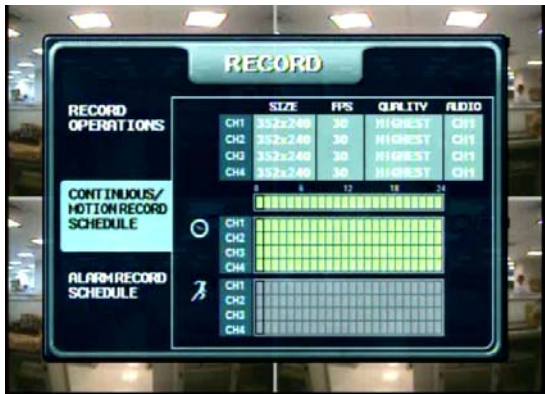 RECORD
RECORD
OPERATIONS
CONTINUOUS/
MOTION RECORD
SCHEDULE
ALARM RECORD
SCHEDULE
SIZE FPS QUALITY AUDIO
CH1 352x240 30 HIGHEST CH1
CH2 352x240 30 HIGHEST CH1
CH3 352x240 30 HIGHEST CH1
CH4 352x240 30 HIGHEST CH1
0 6 12 18 24
CH1
CH2
CH3
CH4
CH1
CH2
CH3
CH4